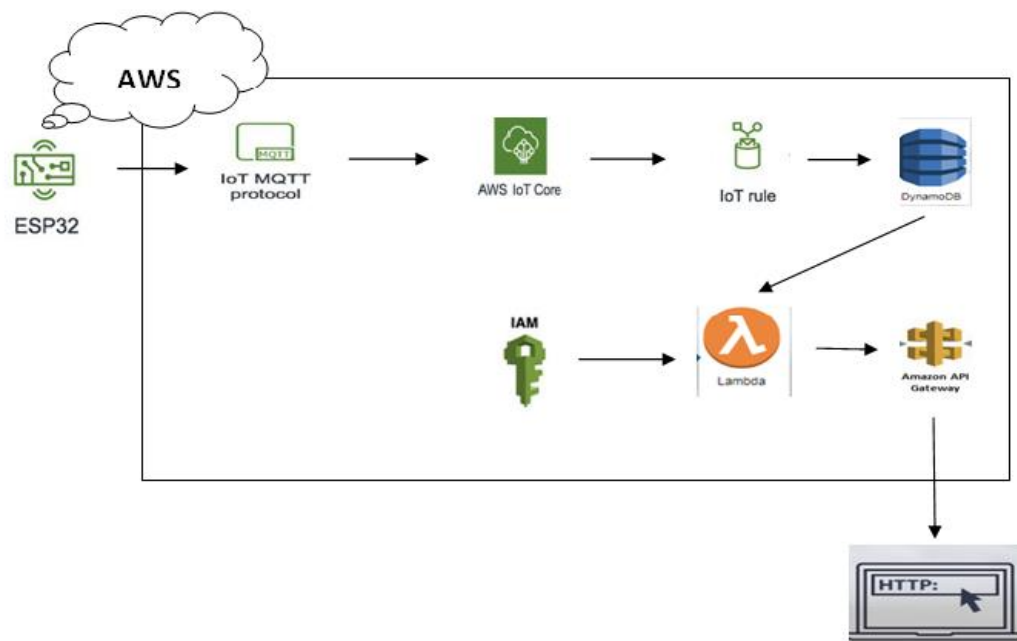 AWS
MQTT
IoT MQTT
protocol
AWS IoT Core
IoT rule
DynamoDB
ESP32
IAM
Lambda
Amazon API
Gateway
HTTP: